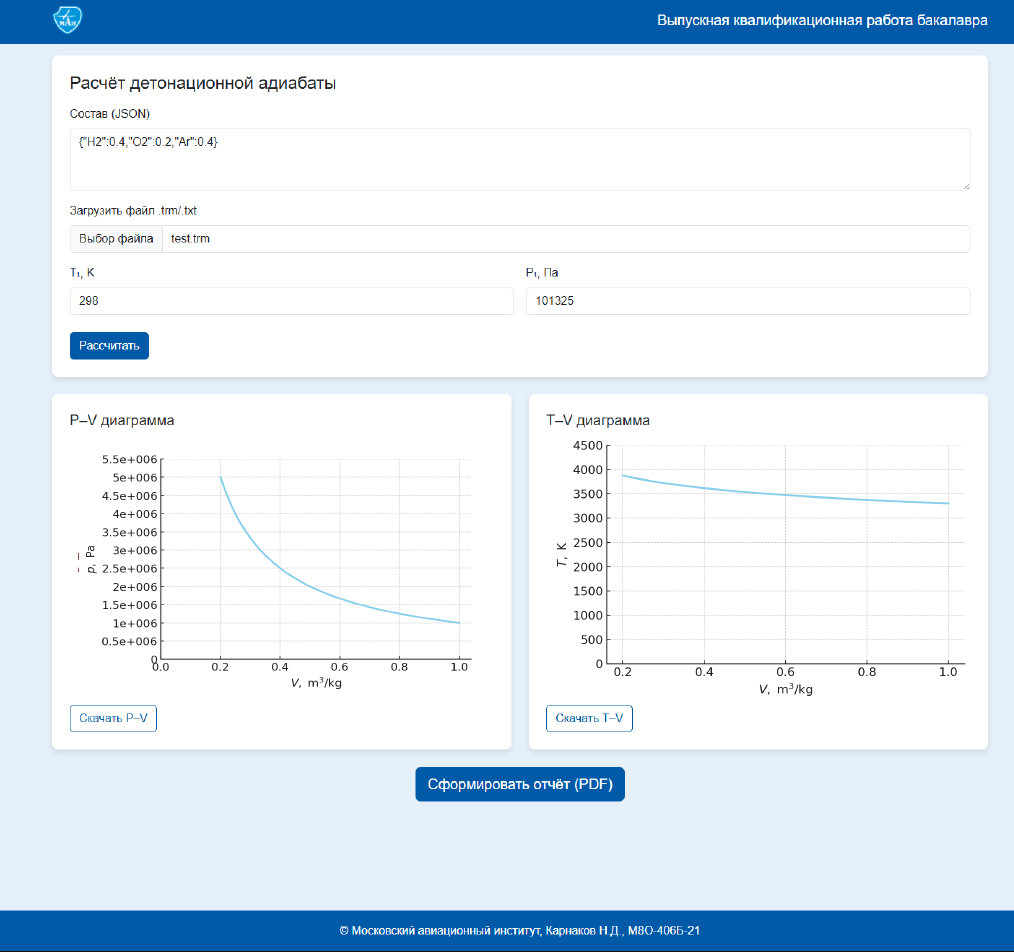 МАИ
Выпускная квалификационная работа бакалавра
Расчёт детонационной адиабаты
Состав (JSON)
{"H2":0.4,"O2":0.2,"Ar":0.4}
Загрузить файл .trm/.txt
Выбор файла test.trm
T₁, K P₁, Па
298 101325
Рассчитать
P–V диаграмма
5.5e+006
5e+006
4.5e+006
4e+006
3.5e+006
3e+006
2.5e+006
2e+006
1.5e+006
1e+006
0.5e+006
0
p, Pa
0.0 0.2 0.4 0.6 0.8 1.0
V, m³/kg
Скачать P–V
T–V диаграмма
4500
4000
3500
3000
2500
2000
1500
1000
500
0
T, K
0.2 0.4 0.6 0.8 1.0
V, m³/kg
Скачать T–V
Сформировать отчёт (PDF)
© Московский авиационный институт, Карнаков Н.Д., М8О-406Б-21